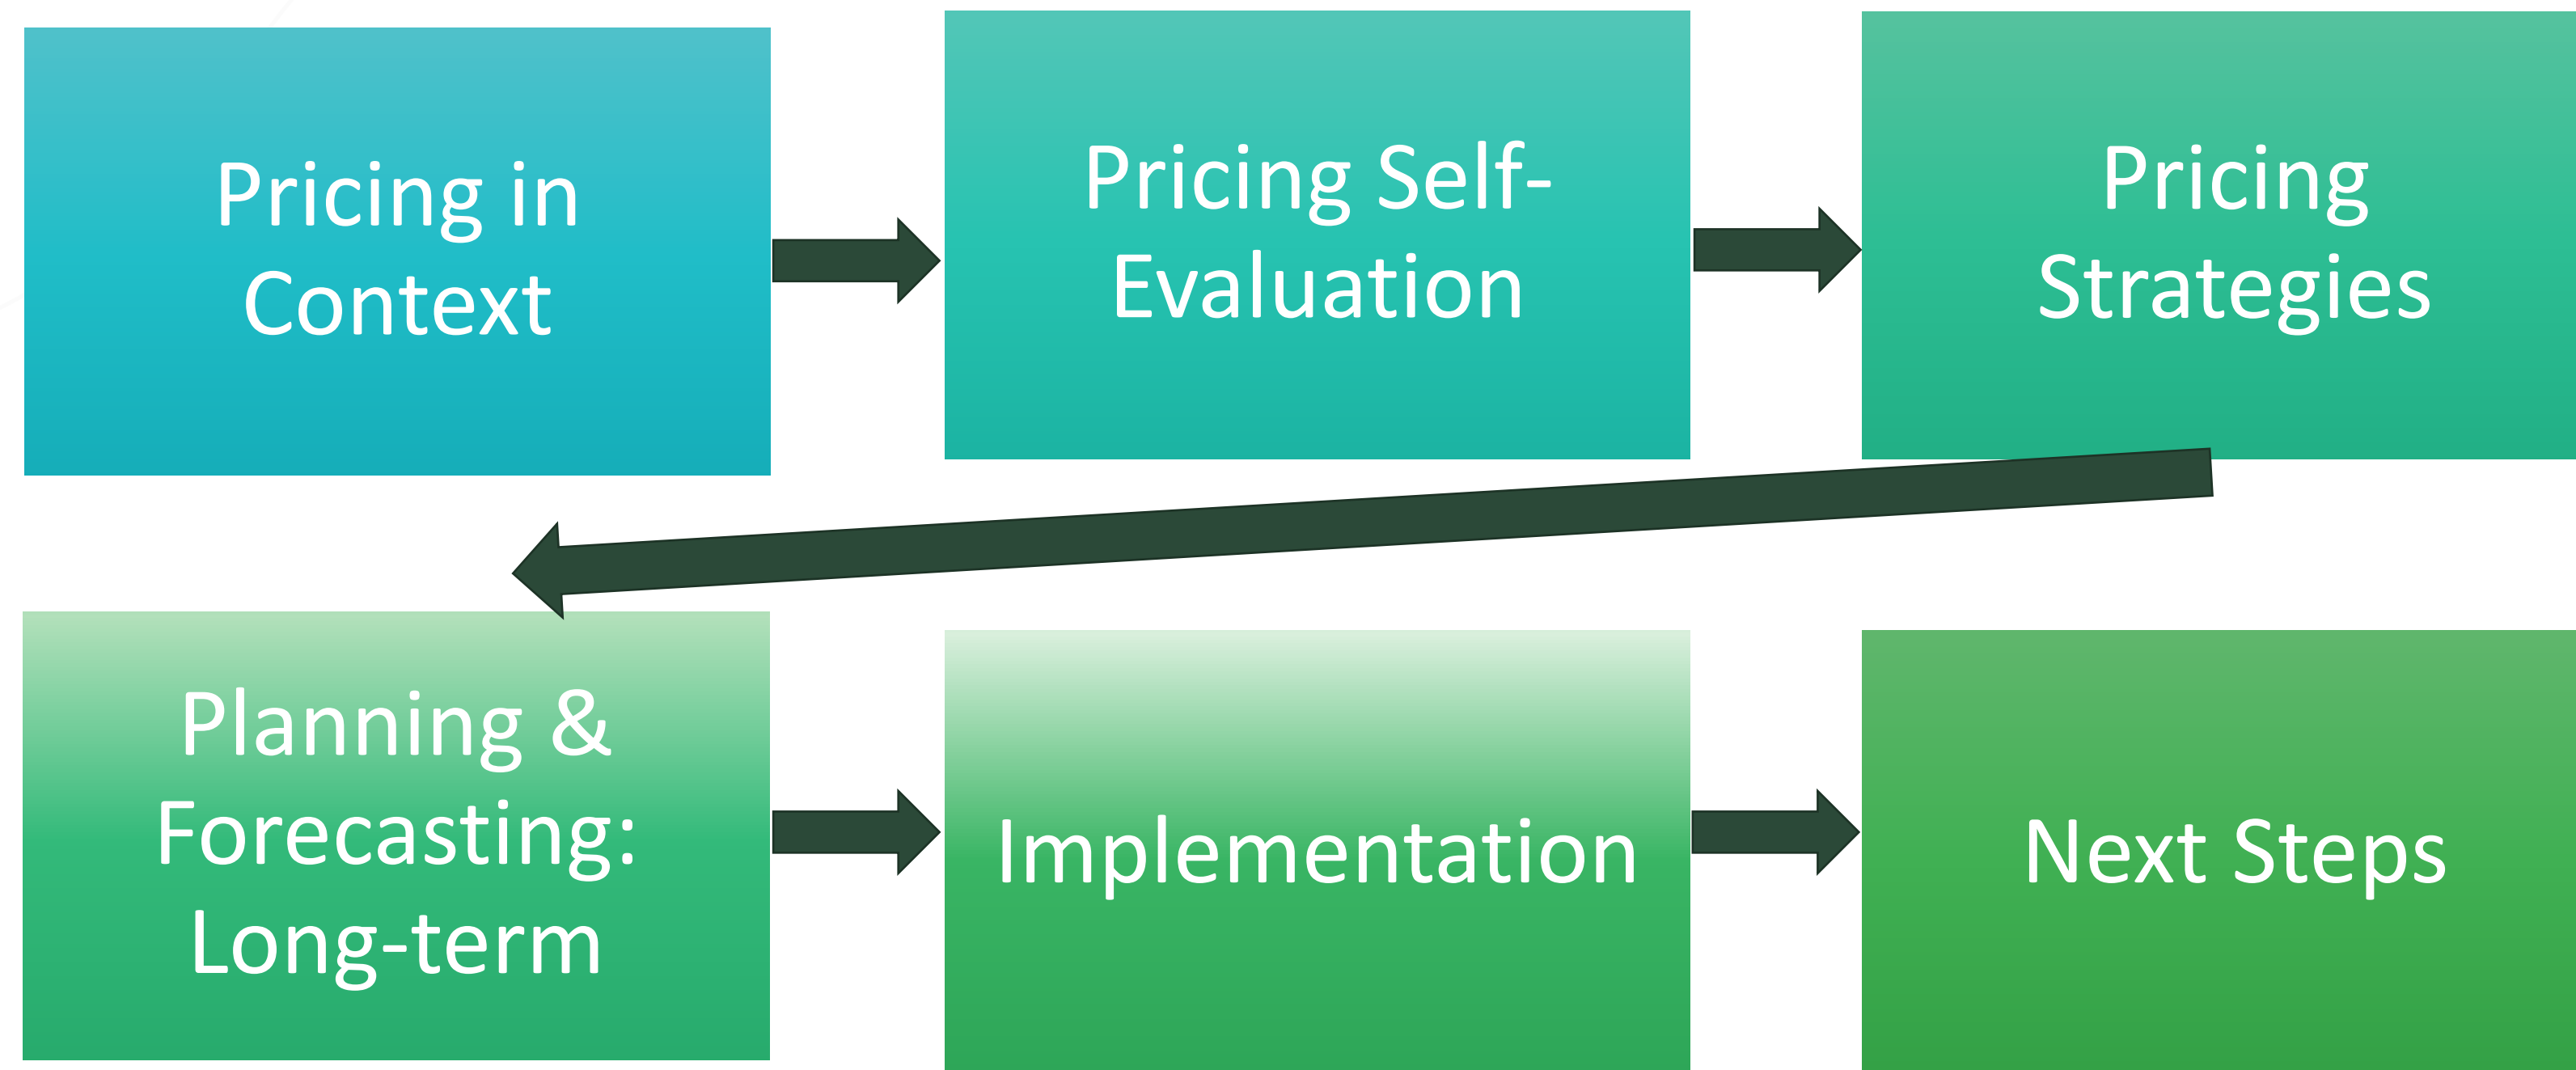 Pricing in
Context
Pricing Self-
Evaluation
Pricing
Strategies
Planning &
Forecasting:
Long-term
Implementation
Next Steps